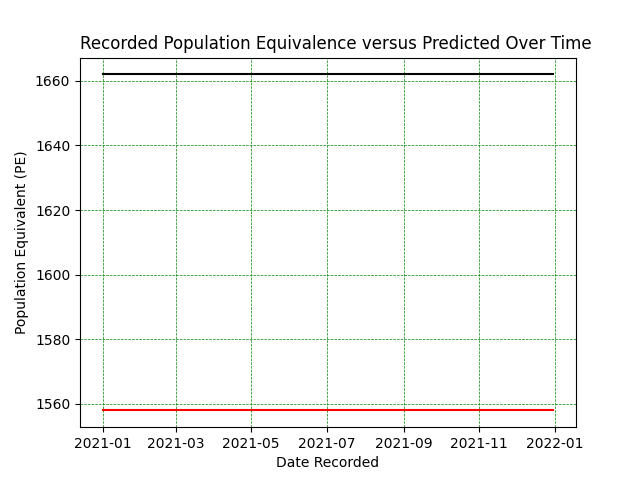 Recorded Population Equivalence versus Predicted Over Time
Population Equivalent (PE)
1660
1640
1620
1600
1580
1560
2021-01 2021-03 2021-05 2021-07 2021-09 2021-11 2022-01
Date Recorded